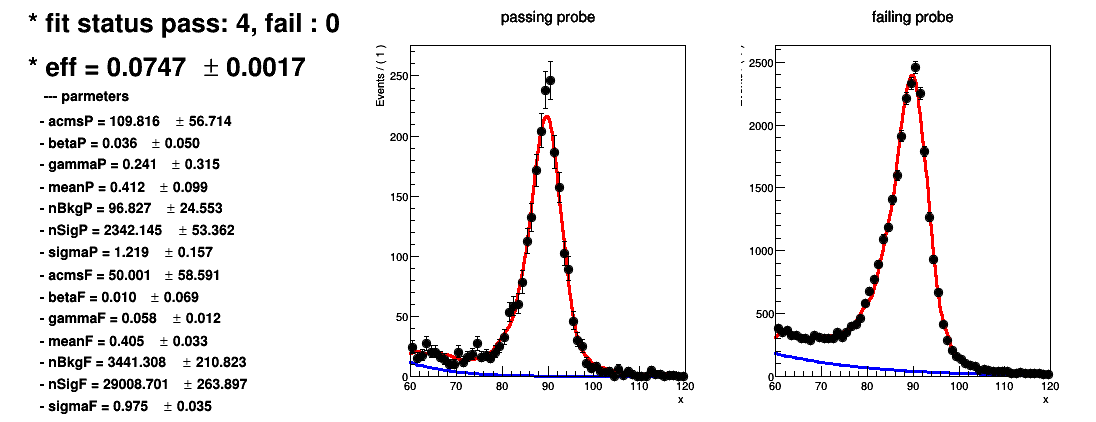 * fit status pass: 4, fail : 0
* eff = 0.0747 ± 0.0017
--- parmeters
- acmsP = 109.816 ± 56.714
- betaP = 0.036 ± 0.050
- gammaP = 0.241 ± 0.315
- meanP = 0.412 ± 0.099
- nBkgP = 96.827 ± 24.553
- nSigP = 2342.145 ± 53.362
- sigmaP = 1.219 ± 0.157
- acmsF = 50.001 ± 58.591
- betaF = 0.010 ± 0.069
- gammaF = 0.058 ± 0.012
- meanF = 0.405 ± 0.033
- nBkgF = 3441.308 ± 210.823
- nSigF = 29008.701 ± 263.897
- sigmaF = 0.975 ± 0.035
passing probe
Events / ( 1 )
250
200
150
100
50
0
60 70 80 90 100 110 120
x
failing probe
2500
2000
1500
1000
500
0
60 70 80 90 100 110 120
x